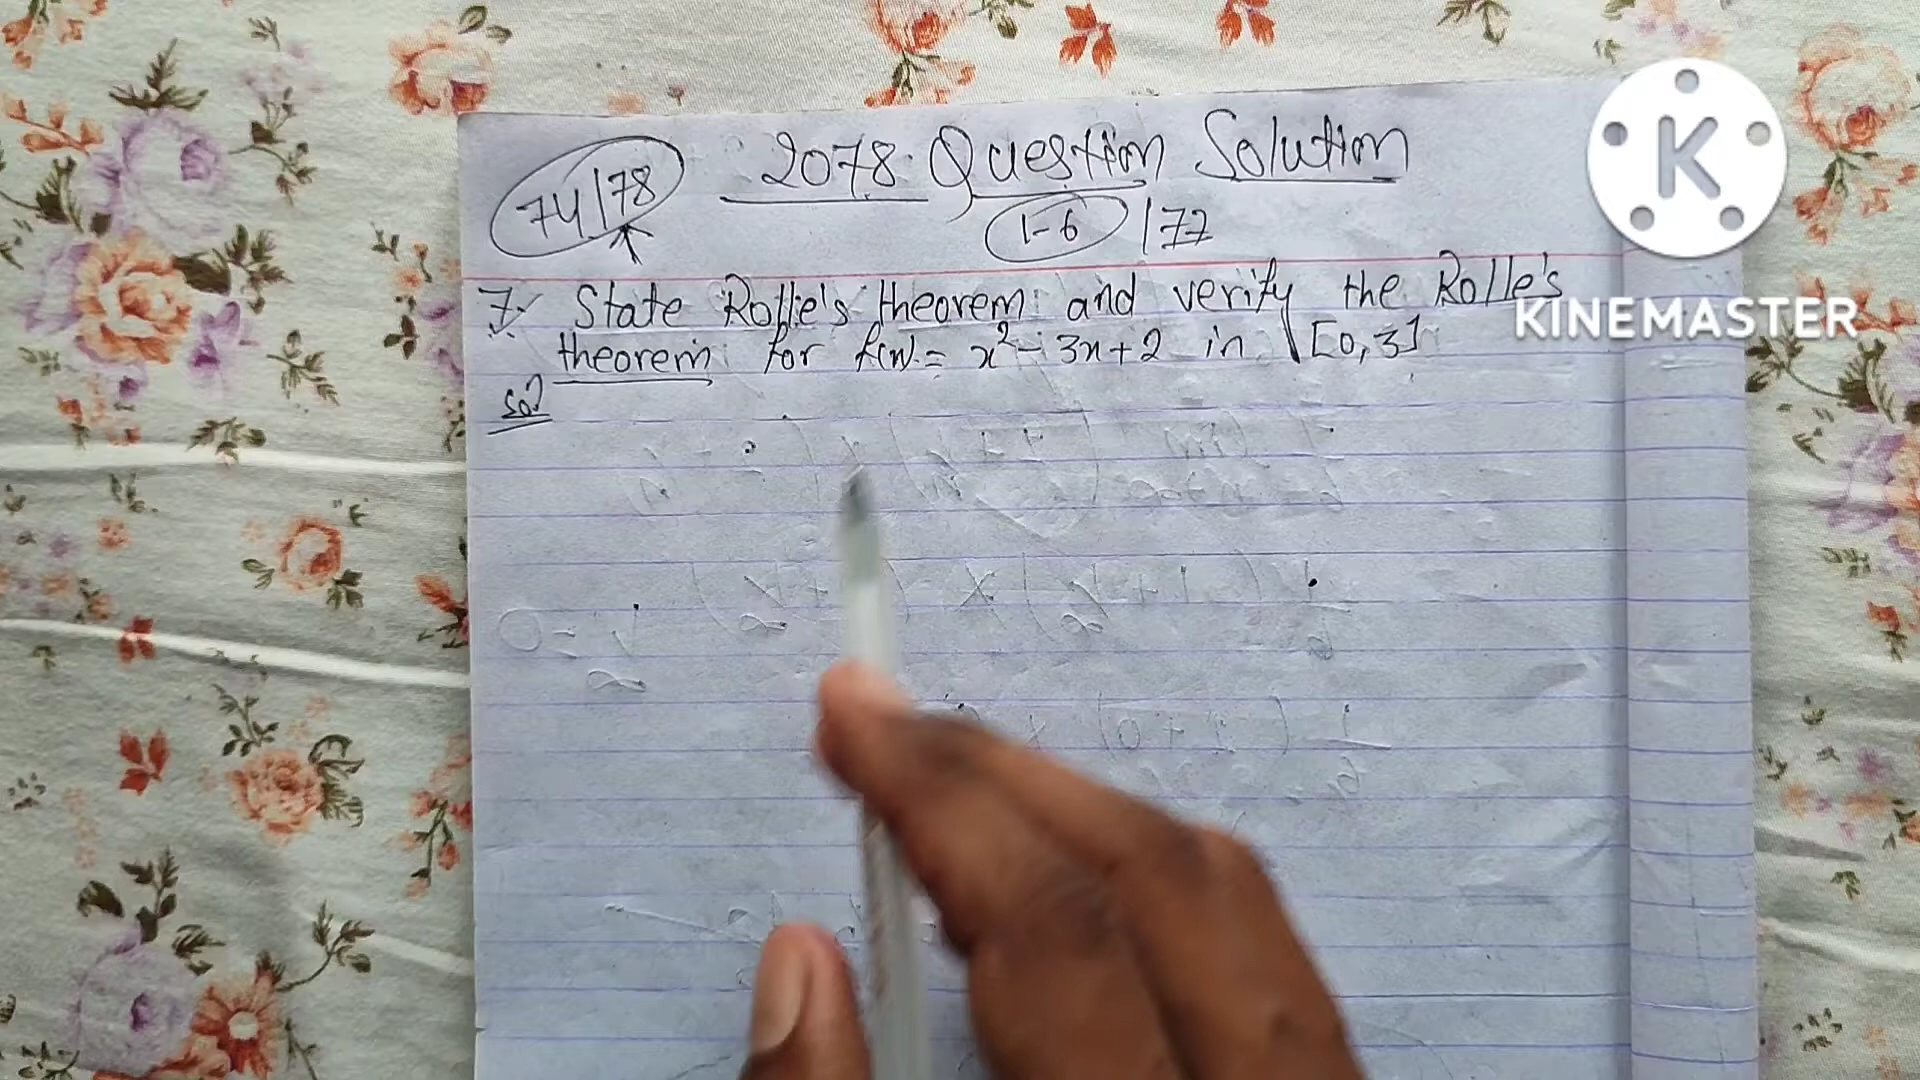 74/78 2078 Question Solution
1-6 /77
7. State Rolle's theorem and verify the Rolle's
theorem for f(x) = x² - 3x + 2 in [0,3]
Solⁿ
K
KINEMASTER